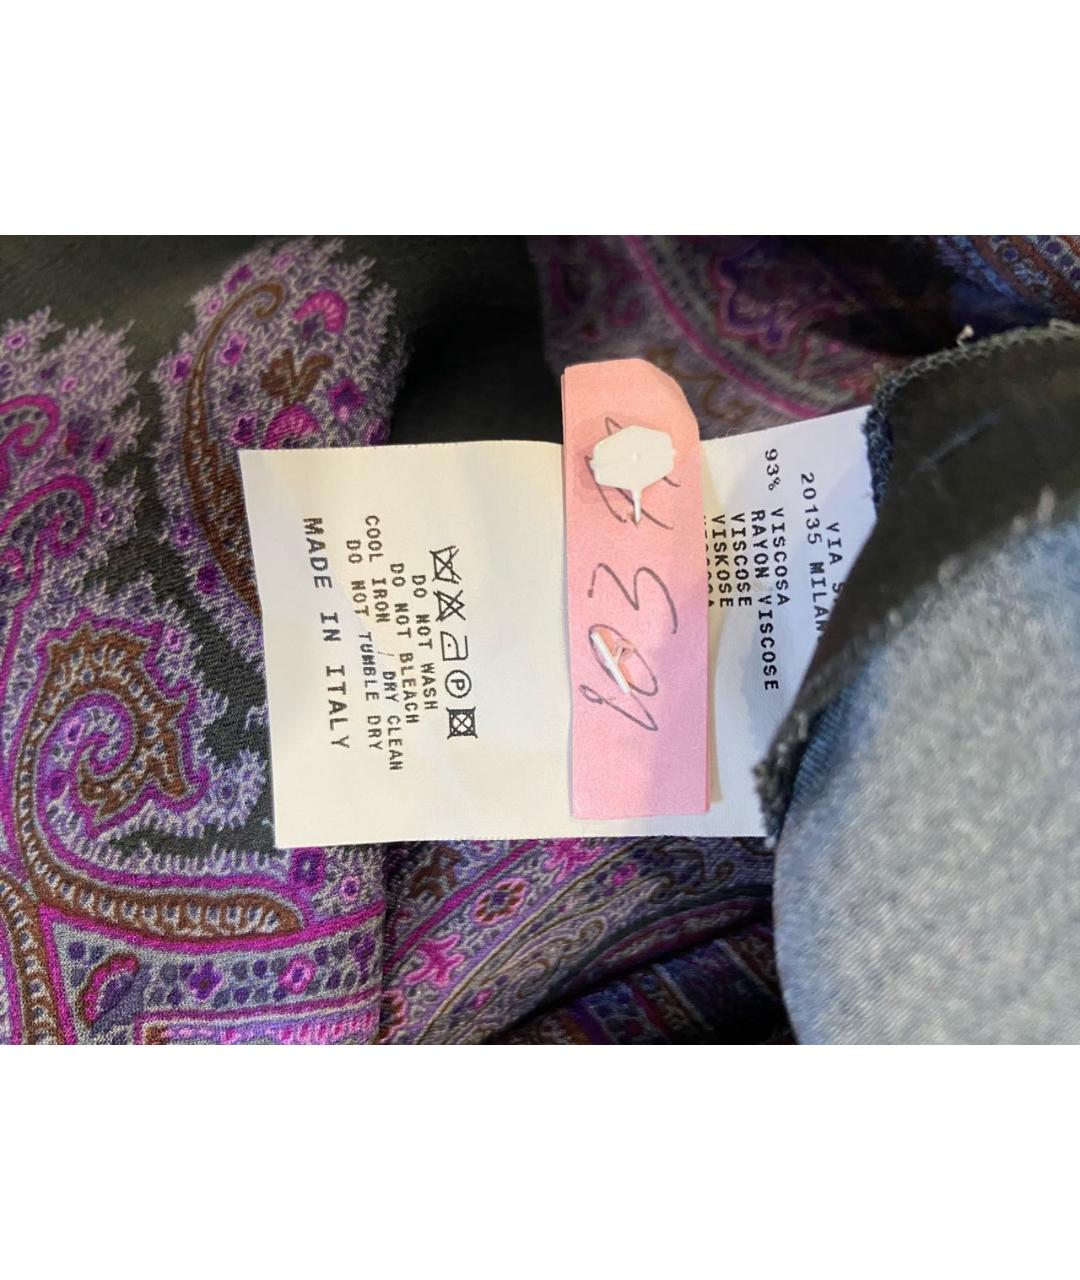 VIA
20135 MILAN
93% VISCOSA
RAYON VISCOSE
VISCOSE
VISKOSE
DO NOT WASH
DO NOT BLEACH
COOL IRON / DRY CLEAN
DO NOT TUMBLE DRY
MADE IN ITALY